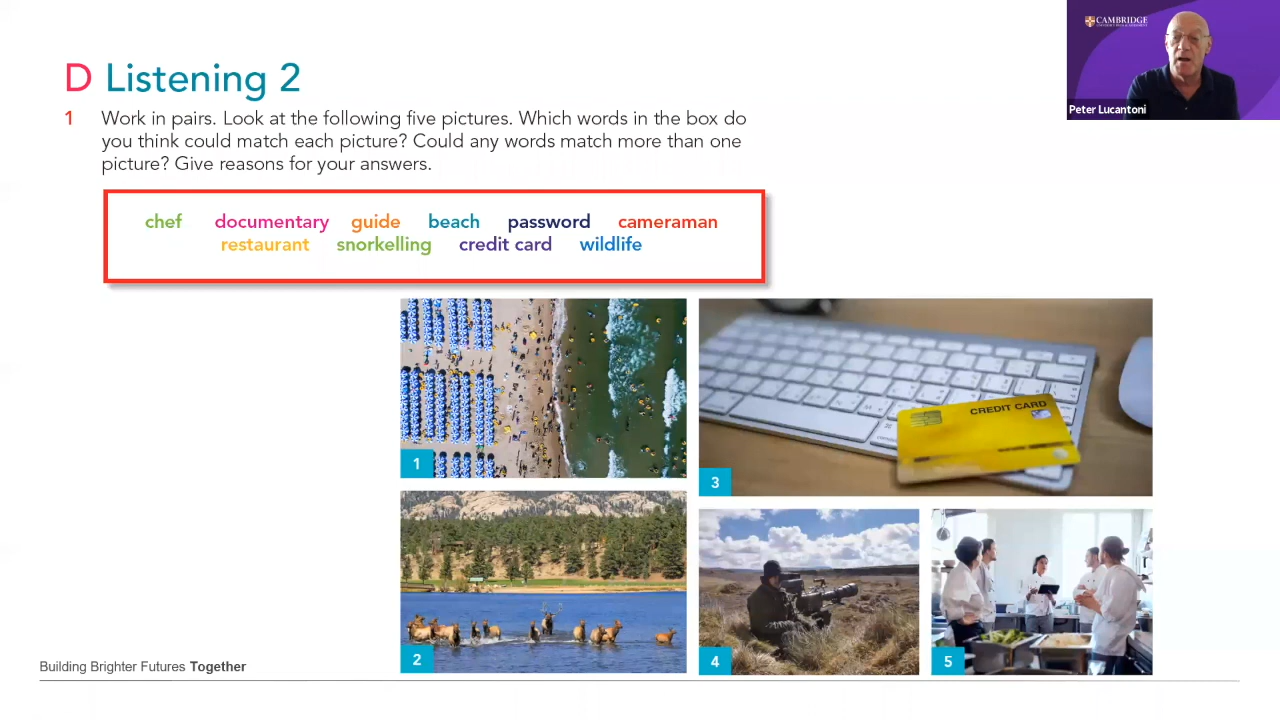 D Listening 2
1 Work in pairs. Look at the following five pictures. Which words in the box do
you think could match each picture? Could any words match more than one
picture? Give reasons for your answers.
chef documentary guide beach password cameraman
restaurant snorkelling credit card wildlife
1
2
3
CREDIT CARD
4
5
Building Brighter Futures Together
CAMBRIDGE
Peter Lucantoni